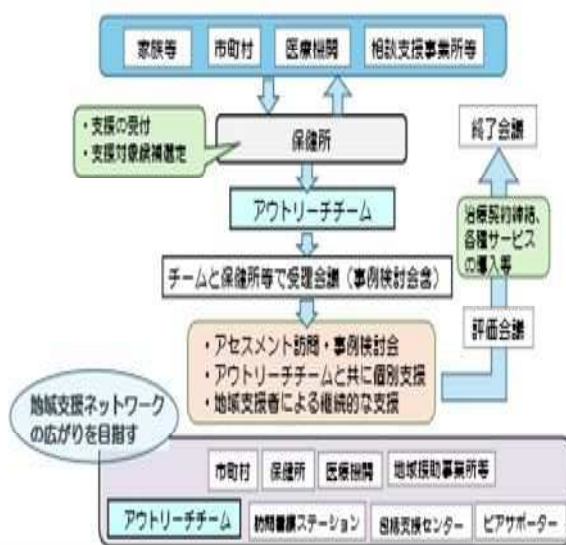 家族等 市町村 医療機関 相談支援事業所等
・支援の受付
・支援対象候補選定
保健所
終了会議
アウトリーチチーム
治療契約締結、
各種サービス
の導入等
チームと保健所等で受理会議（事例検討会含）
評価会議
・アセスメント訪問・事例検討会
・アウトリーチチームと共に個別支援
・地域支援者による継続的な支援
地域支援ネットワーク
の広がりを目指す
市町村 保健所 医療機関 地域援助事業所等
アウトリーチチーム 訪問看護ステーション 包括支援センター ピアサポーター